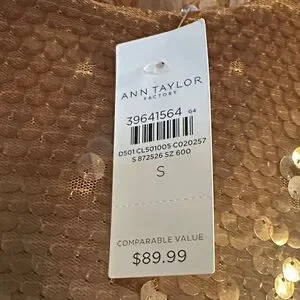 ANN TAYLOR
FACTORY
39641564 04
D501 CL501005 C020257
S 872526 SZ 600
S
COMPARABLE VALUE
$89.99